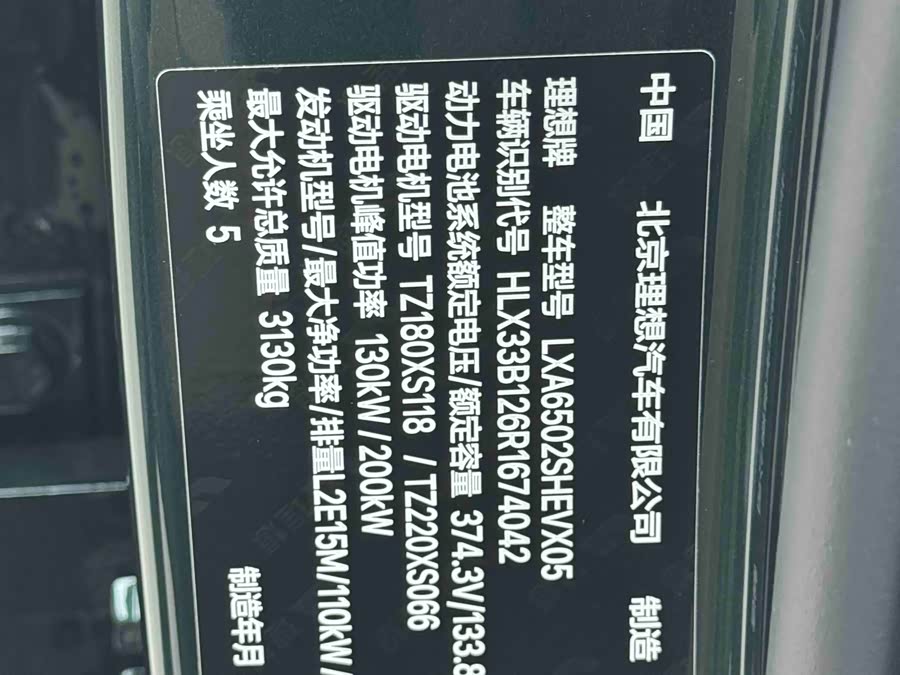 中国 北京理想汽车有限公司 制造
理想牌 整车型号 LXA6502SHEVX05
车辆识别代号 HLX33B126R1674042
动力电池系统额定电压/额定容量 374.3V/133.8
驱动电机型号 TZ180XS118 /TZ220XS066
驱动电机峰值功率 130kW/200kW
发动机型号/最大净功率/排量L2E15M/110kW/
最大允许总质量 3130kg
乘坐人数 5 制造年月